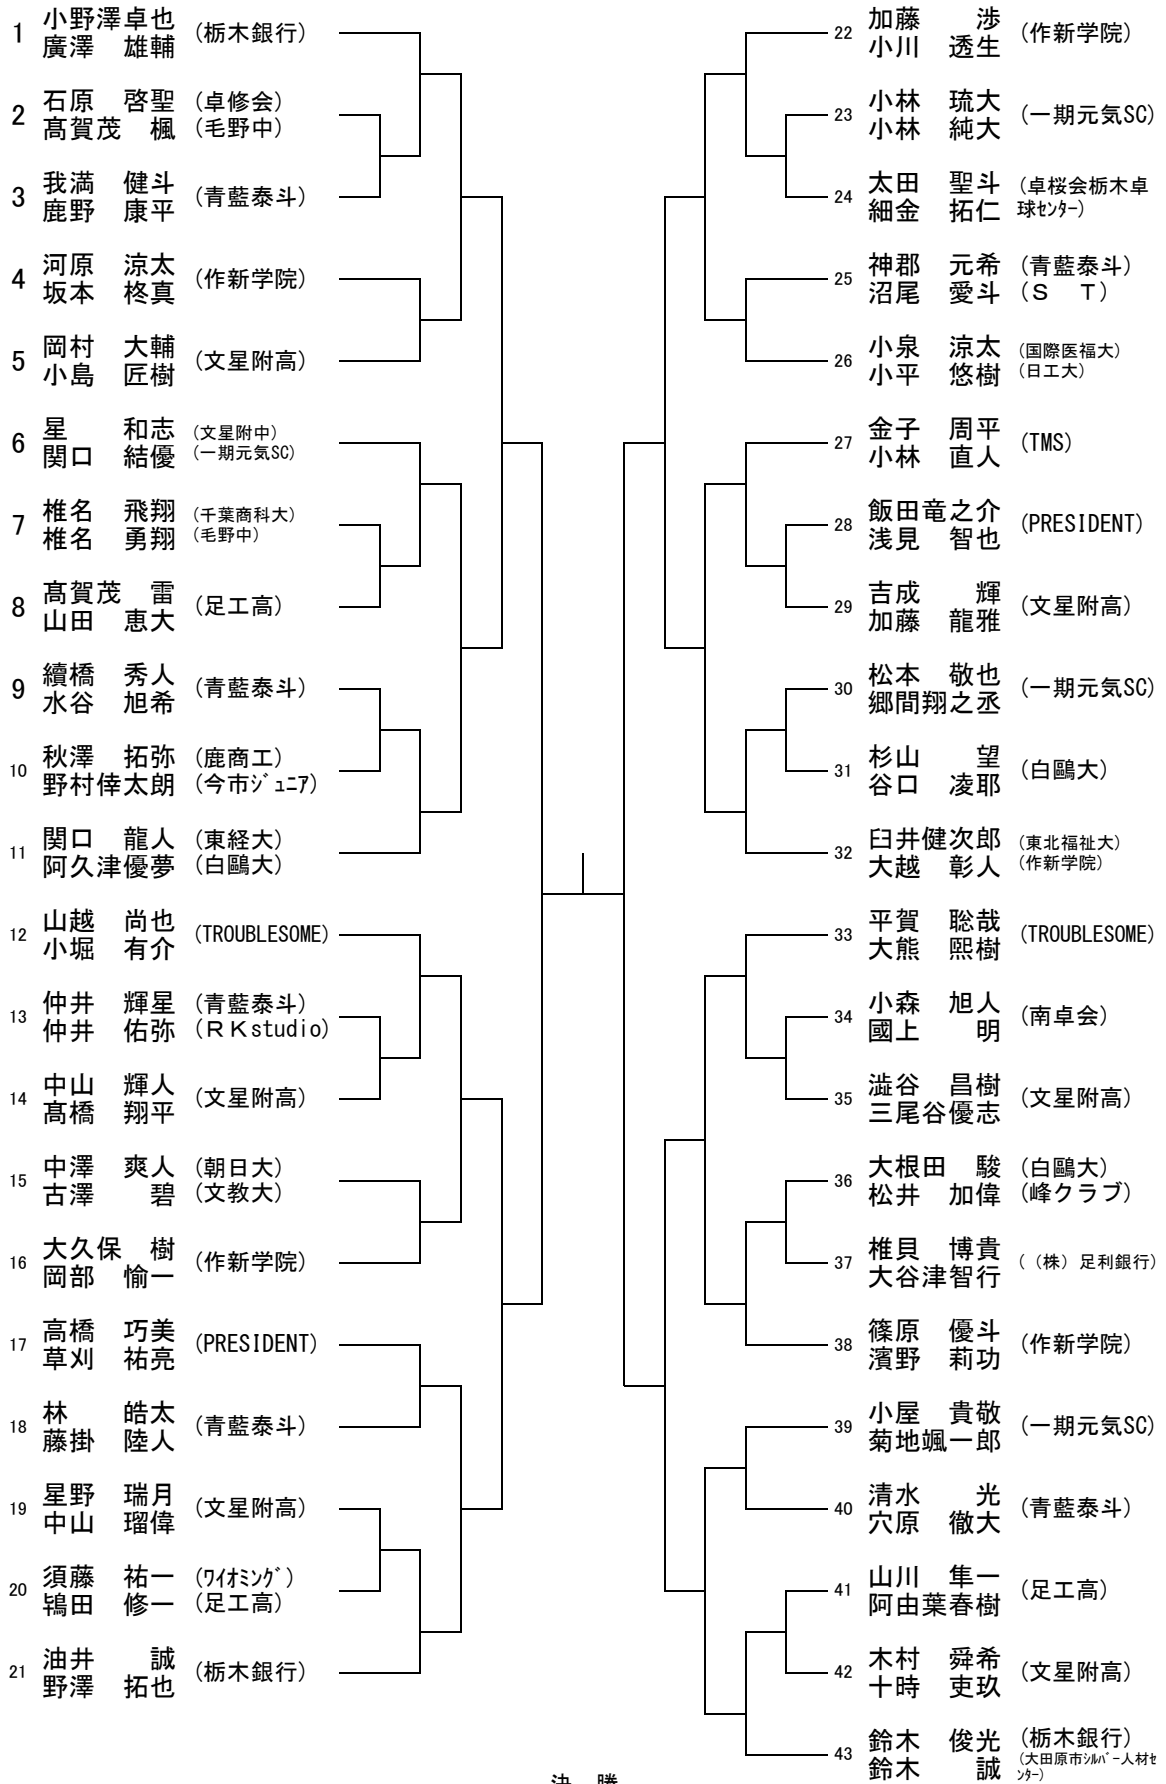 1 小野澤卓也 (栃木銀行)
廣澤 雄輔
2 石原 啓聖 (卓修会)
髙賀茂 楓 (毛野中)
3 我満 健斗 (青藍泰斗)
鹿野 康平
4 河原 涼太 (作新学院)
坂本 柊真
5 岡村 大輔 (文星附高)
小島 匠樹
6 星 和志 (文星附中)
関口 結優 (一期元気SC)
7 椎名 飛翔 (千葉商科大)
椎名 勇翔 (毛野中)
8 髙賀茂 雷 (足工高)
山田 恵大
9 續橋 秀人 (青藍泰斗)
水谷 旭希
10 秋澤 拓弥 (鹿商工)
野村倖太朗 (今市ｼﾞｭﾆｱ)
11 関口 龍人 (東経大)
阿久津優夢 (白鷗大)
12 山越 尚也 (TROUBLESOME)
小堀 有介
13 仲井 輝星 (青藍泰斗)
仲井 佑弥 (ＲＫstudio)
14 中山 輝人 (文星附高)
髙橋 翔平
15 中澤 爽人 (朝日大)
古澤 碧 (文教大)
16 大久保 樹 (作新学院)
岡部 愉一
17 高橋 巧美 (PRESIDENT)
草刈 祐亮
18 林 皓太 (青藍泰斗)
藤掛 陸人
19 星野 瑞月 (文星附高)
中山 瑠偉
20 須藤 祐一 (ﾜｲｵﾐﾝｸﾞ)
鴇田 修一 (足工高)
21 油井 誠 (栃木銀行)
野澤 拓也
22 加藤 渉 (作新学院)
小川 透生
23 小林 琉大 (一期元気SC)
小林 純大
24 太田 聖斗 (卓桜会栃木卓
細金 拓仁 球ｾﾝﾀｰ)
25 神郡 元希 (青藍泰斗)
沼尾 愛斗 (Ｓ Ｔ)
26 小泉 涼太 (国際医福大)
小平 悠樹 (日工大)
27 金子 周平 (TMS)
小林 直人
28 飯田竜之介 (PRESIDENT)
浅見 智也
29 吉成 輝 (文星附高)
加藤 龍雅
30 松本 敬也 (一期元気SC)
郷間翔之丞
31 杉山 望 (白鷗大)
谷口 凌耶
32 臼井健次郎 (東北福祉大)
大越 彰人 (作新学院)
33 平賀 聡哉 (TROUBLESOME)
大熊 熙樹
34 小森 旭人 (南卓会)
國上 明
35 澁谷 昌樹 (文星附高)
三尾谷優志
36 大根田 駿 (白鷗大)
松井 加偉 (峰クラブ)
37 椎貝 博貴 (（株）足利銀行)
大谷津智行
38 篠原 優斗 (作新学院)
濱野 莉功
39 小屋 貴敬 (一期元気SC)
菊地颯一郎
40 清水 光 (青藍泰斗)
穴原 徹大
41 山川 隼一 (足工高)
阿由葉春樹
42 木村 舜希 (文星附高)
十時 吏玖
43 鈴木 俊光 (栃木銀行)
鈴木 誠 (大田原市ｼﾙﾊﾞｰ人材ｾ
ﾝﾀｰ)
決 勝